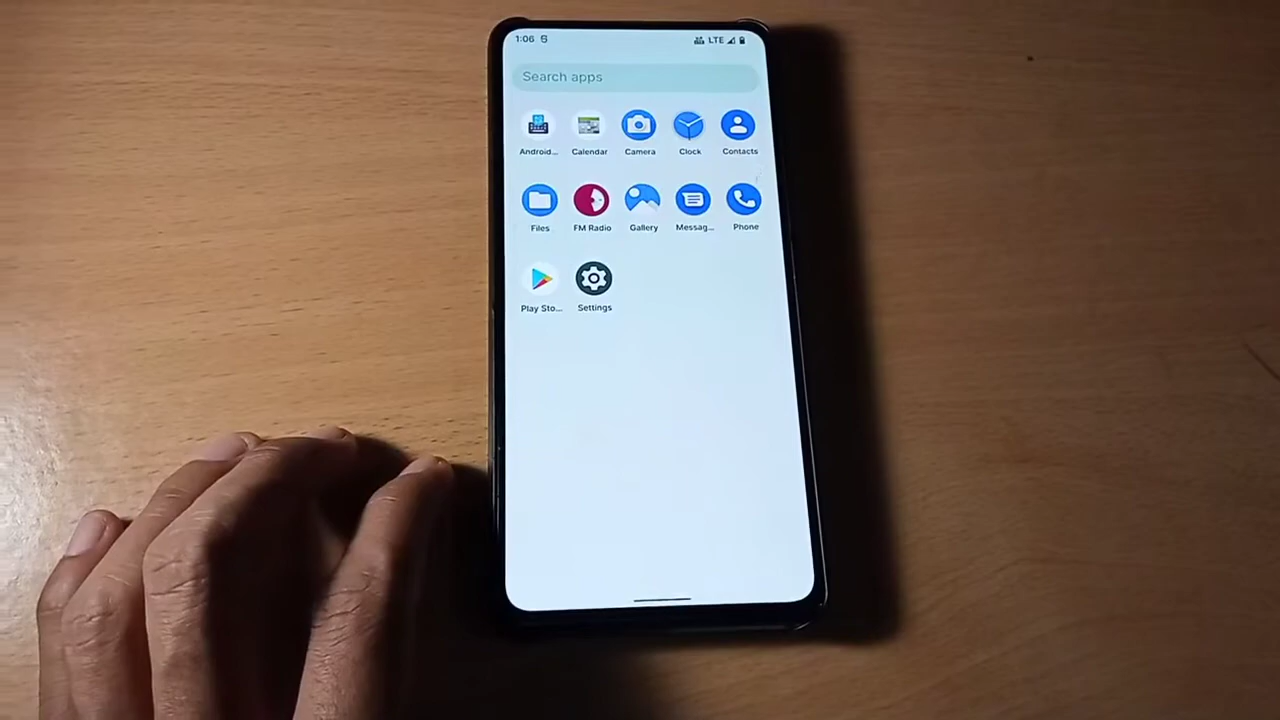 1:06 LTE
Search apps
Android... Calendar Camera Clock Contacts
Files FM Radio Gallery Messag... Phone
Play Sto... Settings